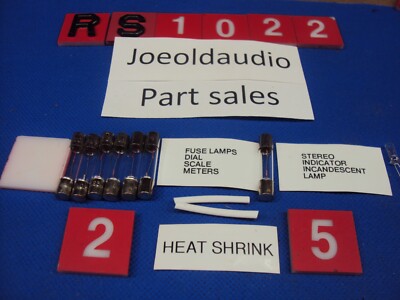 RS1022
Joeoldaudio
Part sales
FUSE LAMPS
DIAL
SCALE
METERS
STEREO
INDICATOR
INCANDESCENT
LAMP
2
5
HEAT SHRINK